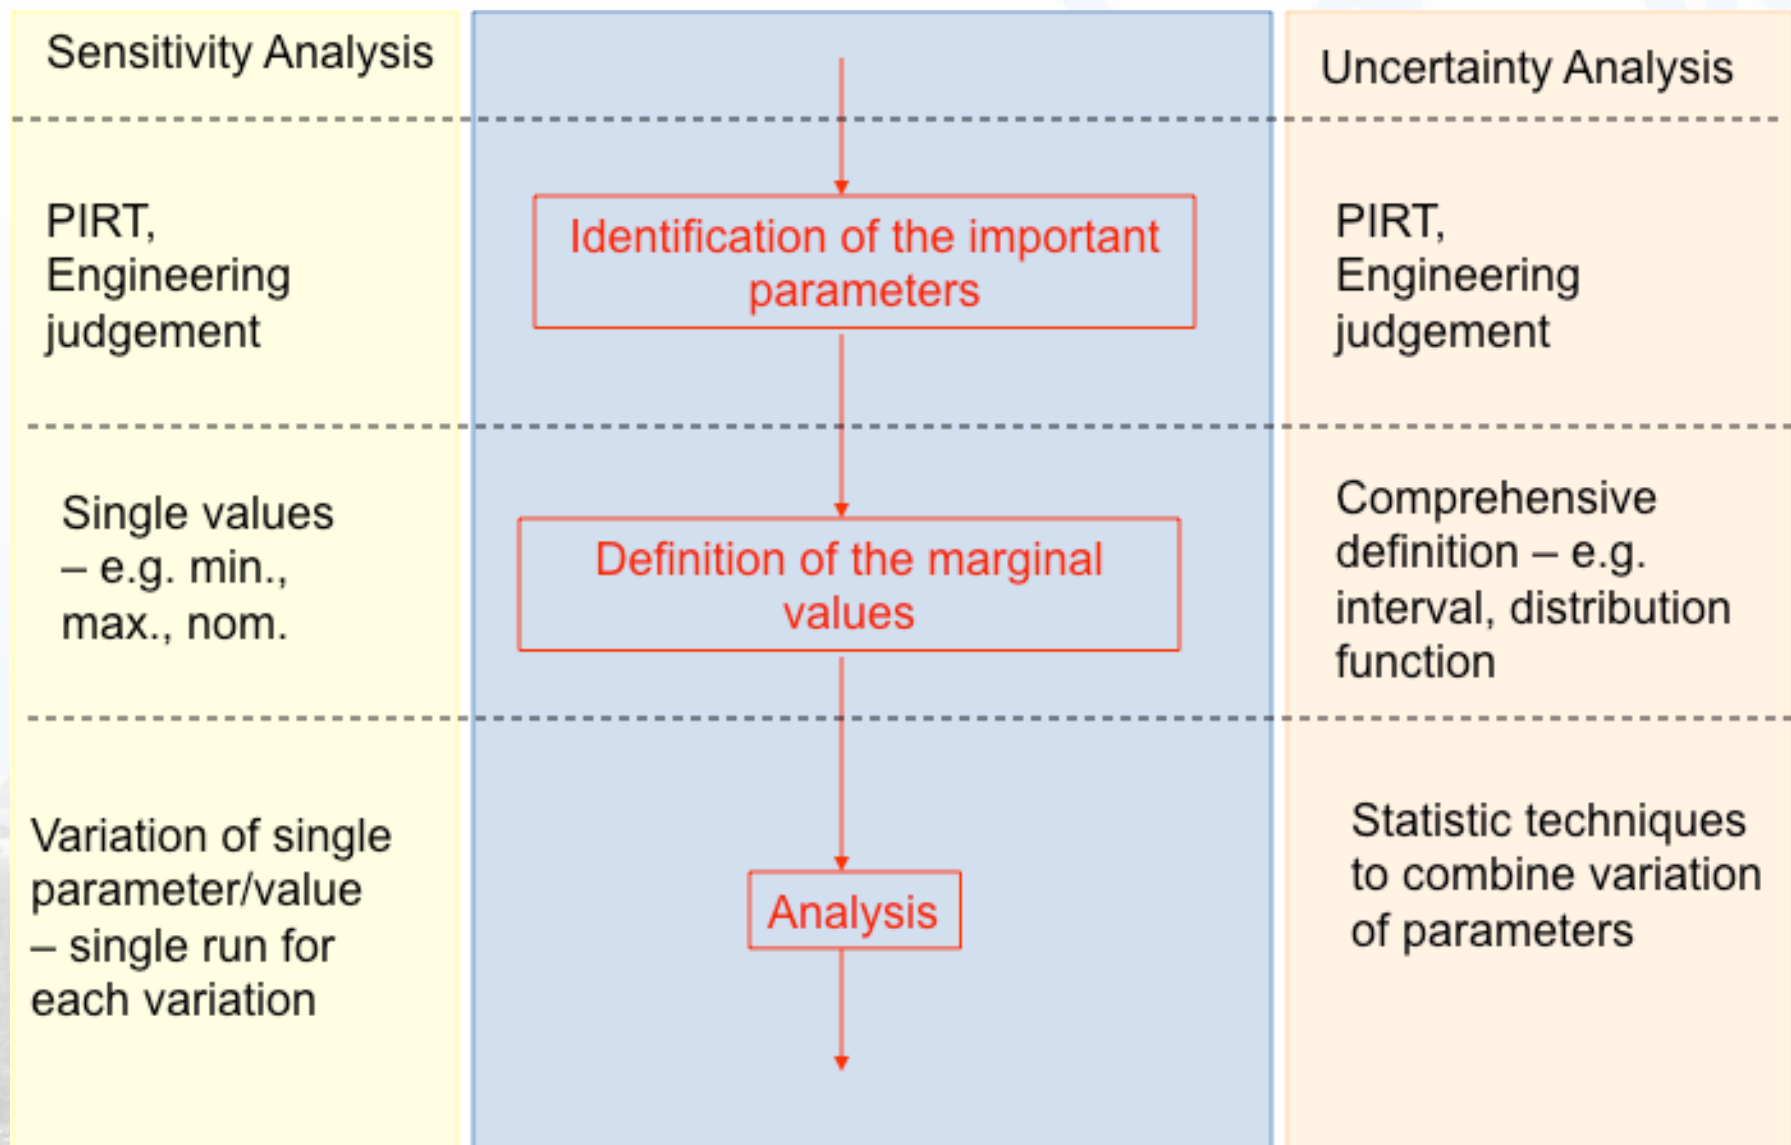 Sensitivity Analysis
Uncertainty Analysis
PIRT,
Engineering
judgement
Identification of the important
parameters
PIRT,
Engineering
judgement
Single values
– e.g. min.,
max., nom.
Definition of the marginal
values
Comprehensive
definition – e.g.
interval, distribution
function
Variation of single
parameter/value
– single run for
each variation
Analysis
Statistic techniques
to combine variation
of parameters